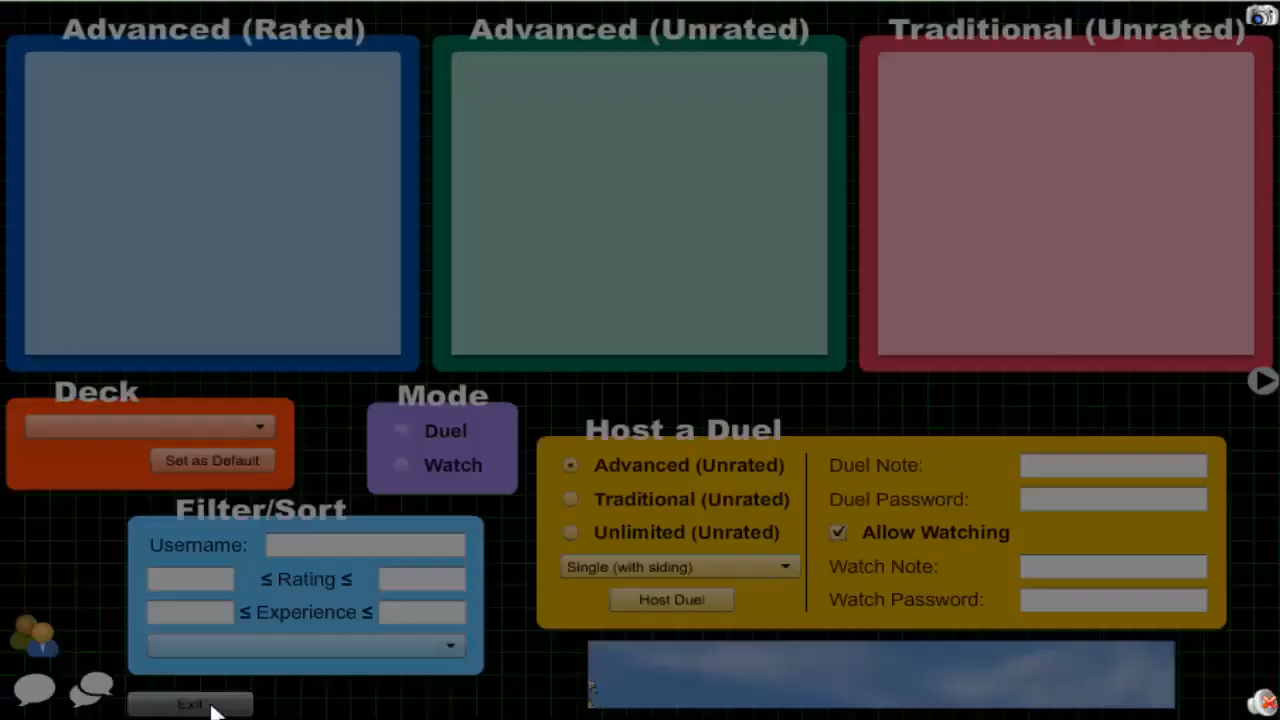 Advanced (Rated)
Advanced (Unrated)
Traditional (Unrated)
Deck
Set as Default
Mode
Duel
Watch
Host a Duel
Advanced (Unrated)
Traditional (Unrated)
Unlimited (Unrated)
Single (with siding)
Host Duel
Duel Note:
Duel Password:
Allow Watching
Watch Note:
Watch Password:
Filter/Sort
Username:
≤ Rating ≤
≤ Experience ≤
Exit